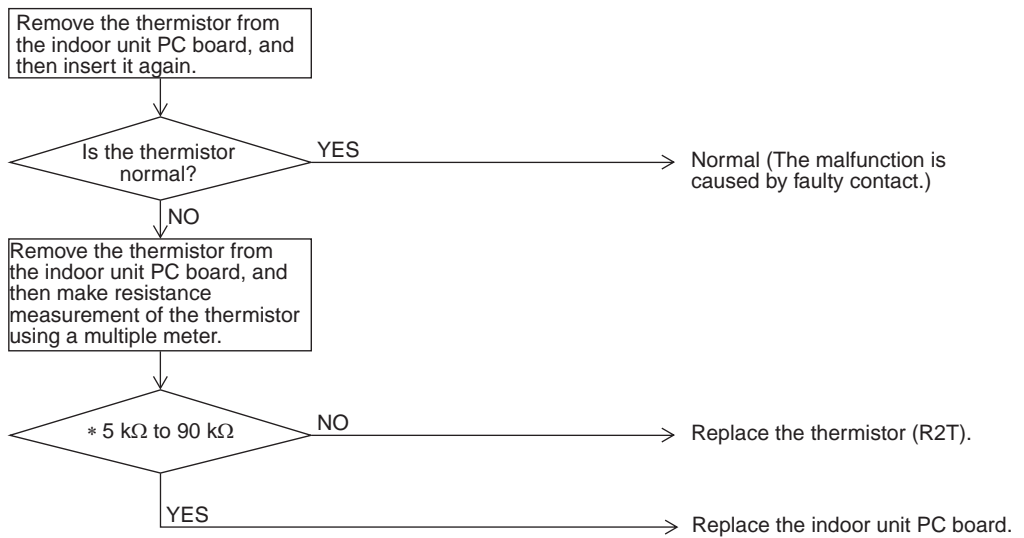 Remove the thermistor from
the indoor unit PC board, and
then insert it again.
Is the thermistor
normal?
YES
Normal (The malfunction is
caused by faulty contact.)
NO
Remove the thermistor from
the indoor unit PC board, and
then make resistance
measurement of the thermistor
using a multiple meter.
∗ 5 kΩ to 90 kΩ
NO
Replace the thermistor (R2T).
YES
Replace the indoor unit PC board.